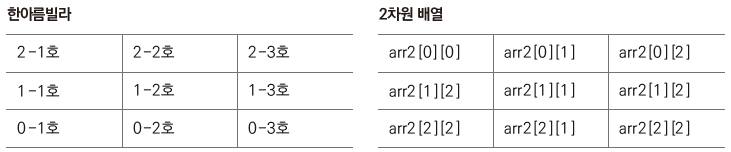 한아름빌라
2-1호 2-2호 2-3호
1-1호 1-2호 1-3호
0-1호 0-2호 0-3호
2차원 배열
arr2[0][0] arr2[0][1] arr2[0][2]
arr2[1][2] arr2[1][1] arr2[1][2]
arr2[2][2] arr2[2][1] arr2[2][2]